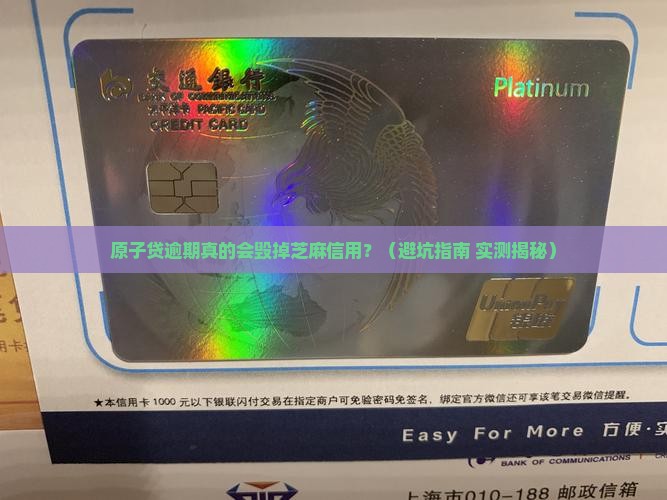 交通银行
BANK OF COMMUNICATIONS
太平洋卡 PACIFIC CARD
CREDIT CARD
Platinum
原子贷逾期真的会毁掉芝麻信用？（避坑指南 实测揭秘）
UnionPay
银联
★本信用卡1000元以下银联闪付交易在指定商户可免验密码免签名，绑定官方微信还可享该笔交易微信提醒。
Easy For More 方便·实
BANK OF COMMUNICATIONS
上海市010-188 邮政信箱